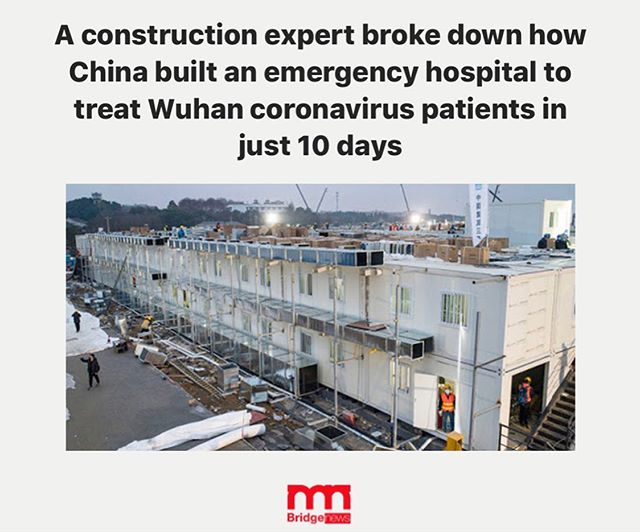 A construction expert broke down how
China built an emergency hospital to
treat Wuhan coronavirus patients in
just 10 days
Bridgenews